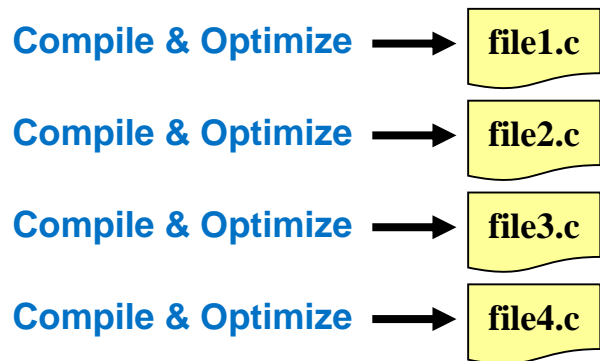 Compile & Optimize file1.c
Compile & Optimize file2.c
Compile & Optimize file3.c
Compile & Optimize file4.c